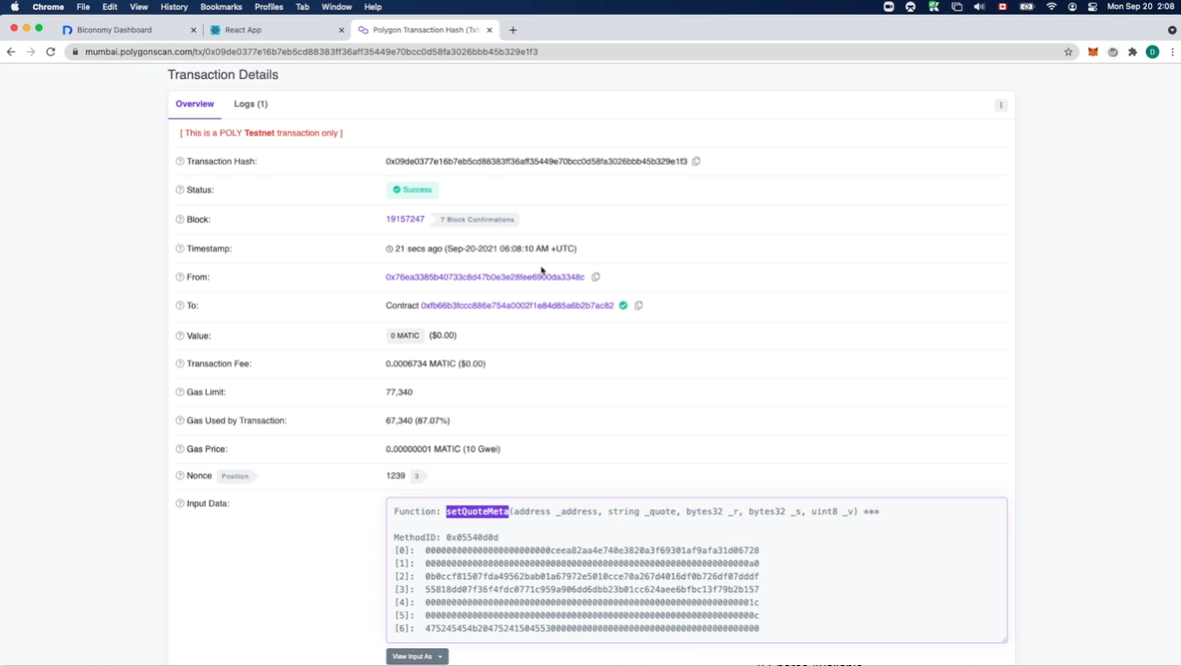 Chrome File Edit View History Bookmarks Profiles Tab Window Help Mon Sep 20 2:08
Biconomy Dashboard React App Polygon Transaction Hash (Txh
mumbai.polygonscan.com/tx/0x09de0377e16b7eb5cd88383ff36aff35449e70bcc0d58fa3026bbb45b329e1f3
Transaction Details
Overview Logs (1)
[ This is a POLY Testnet transaction only ]
Transaction Hash: 0x09de0377e16b7eb5cd88383ff36aff35449e70bcc0d58fa3026bbb45b329e1f3
Status: Success
Block: 19157247 7 Block Confirmations
Timestamp: 21 secs ago (Sep-20-2021 06:08:10 AM +UTC)
From: 0x76ea3385b40733c8d47b0e3e28fee6900da3348c
To: Contract 0xfb66b3fccc886e754a0002f1e84d85a6b2b7ac82
Value: 0 MATIC ($0.00)
Transaction Fee: 0.0006734 MATIC ($0.00)
Gas Limit: 77,340
Gas Used by Transaction: 67,340 (87.07%)
Gas Price: 0.00000001 MATIC (10 Gwei)
Nonce Position 1239 3
Input Data:
Function: setQuoteMeta(address _address, string _quote, bytes32 _r, bytes32 _s, uint8 _v) ***
MethodID: 0x05540d0d
[0]: 000000000000000000000000ceea82aa4e740e3820a3f69301af9afa31d06728
[1]: 00000000000000000000000000000000000000000000000000000000000000a0
[2]: 0b0ccf81507fda49562bab01a67972e5010cce70a267d4016df0b726df07dddf
[3]: 55818dd07f36f4fdc0771c959a906dd6dbb23b01cc624aee6bfbc13f79b2b157
[4]: 000000000000000000000000000000000000000000000000000000000000001c
[5]: 000000000000000000000000000000000000000000000000000000000000000c
[6]: 475245454b204752415045530000000000000000000000000000000000000000
View Input As